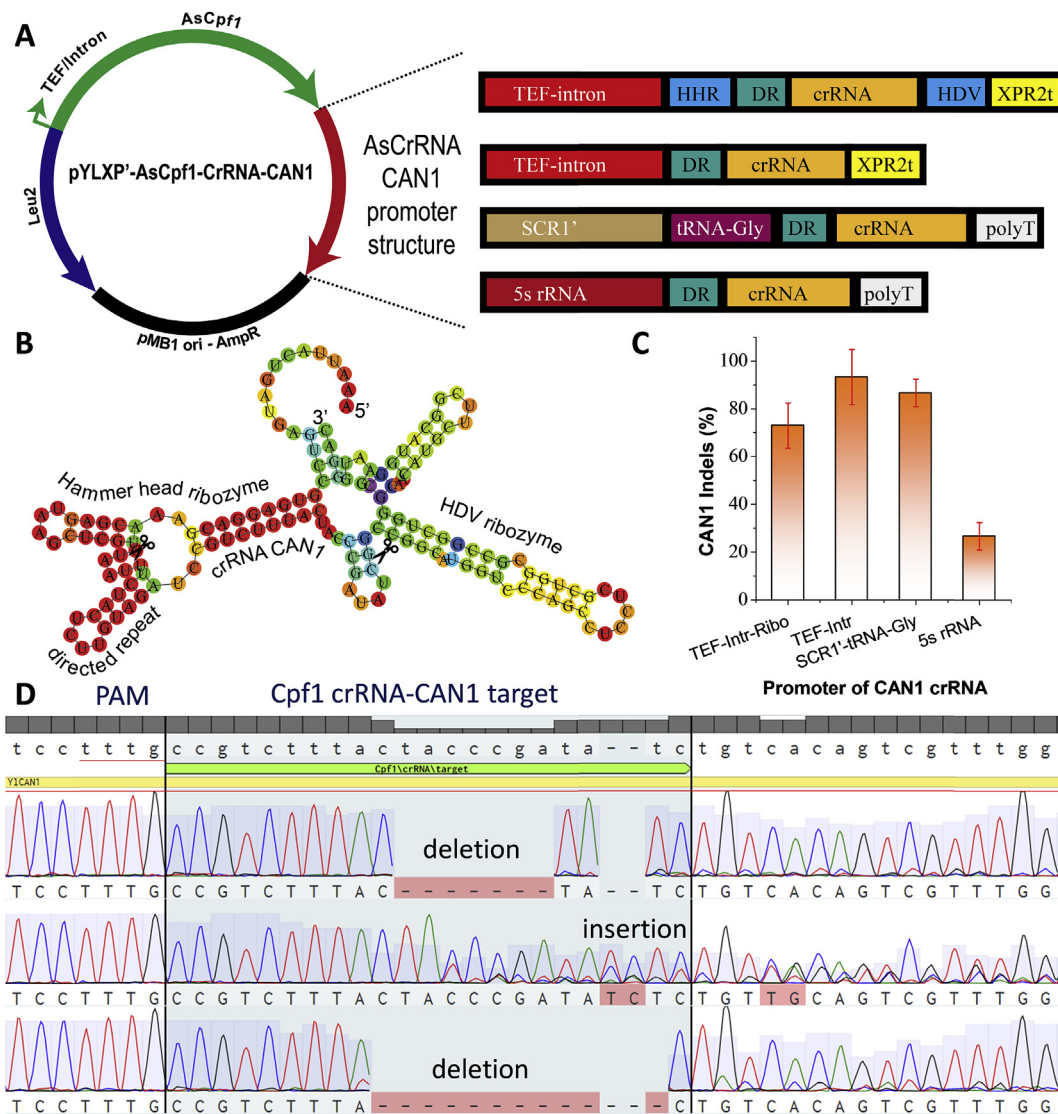 A
TEF/Intron
AsCpf1
Leu2
pYLXP'-AsCpf1-CrRNA-CAN1
pMB1 ori - AmpR
AsCrRNA
CAN1
promoter
structure
TEF-intron HHR DR crRNA HDV XPR2t
TEF-intron DR crRNA XPR2t
SCR1' tRNA-Gly DR crRNA polyT
5s rRNA DR crRNA polyT
B
5'
3'
Hammer head ribozyme
crRNA CAN1
HDV ribozyme
directed repeat
C
CAN1 Indels (%)
100
80
60
40
20
0
TEF-Intr-Ribo
TEF-Intr
SCR1'-tRNA-Gly
5s rRNA
Promoter of CAN1 crRNA
D
PAM
Cpf1 crRNA-CAN1 target
t c c t t t g c c g t c t t t a c t a c c c g a t a - - t c t g t c a c a g t c g t t t g g
Cpf1\crRNA\target
YlCAN1
deletion
T C C T T T G C C G T C T T T A C - - - - - - - T A - - T C T G T C A C A G T C G T T T G G
insertion
T C C T T T G C C G T C T T T A C T A C C C G A T A T C T C T G T T G C A G T C G T T T G G
deletion
T C C T T T G C C G T C T T T A - - - - - - - - - - - - - C T G T C A C A G T C G T T T G G